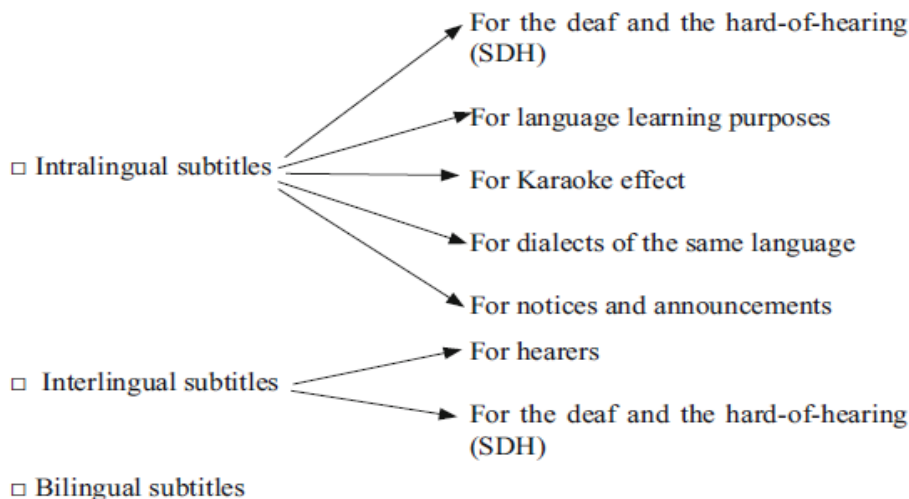 For the deaf and the hard-of-hearing
(SDH)
For language learning purposes
□ Intralingual subtitles
For Karaoke effect
For dialects of the same language
For notices and announcements
For hearers
□ Interlingual subtitles
For the deaf and the hard-of-hearing
(SDH)
□ Bilingual subtitles